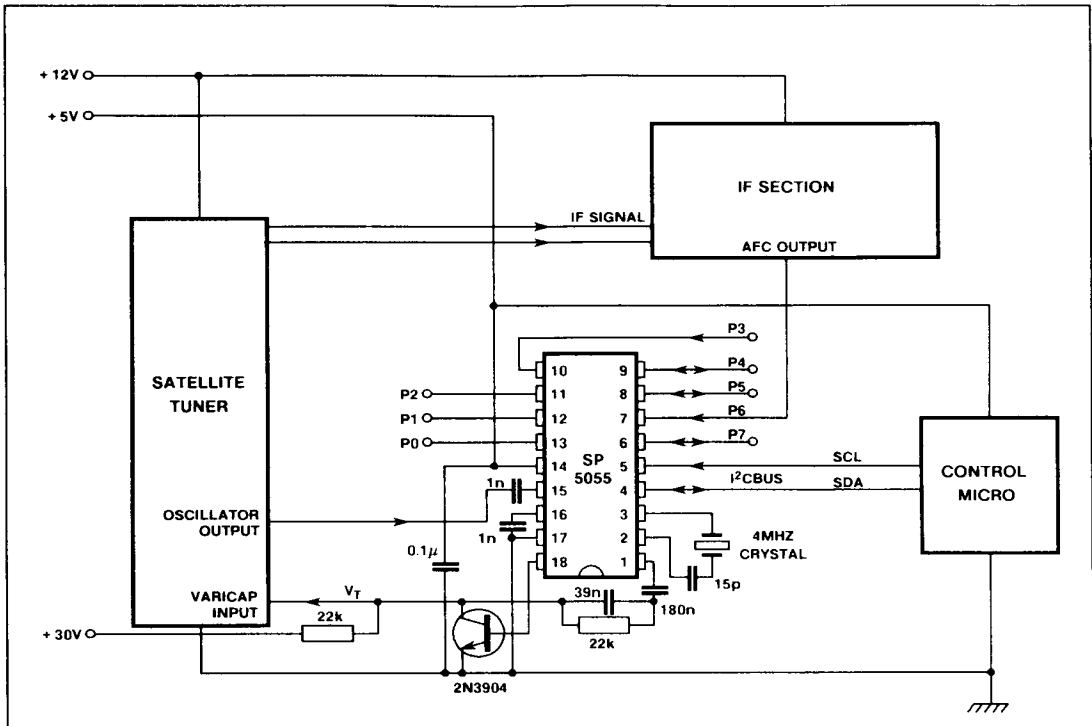 + 12V
+ 5V
IF SECTION
IF SIGNAL
AFC OUTPUT
SATELLITE
TUNER
P3
10
9
P4
P2
11
8
P5
P1
12
7
P6
P0
13
6
P7
SP
5055
14
5
SCL
1n
I²CBUS
15
4
SDA
CONTROL
MICRO
OSCILLATOR
OUTPUT
16
3
1n
17
2
4MHZ
CRYSTAL
0.1μ
18
1
15p
39n
180n
VARICAP
INPUT
VT
22k
22k
+ 30V
2N3904